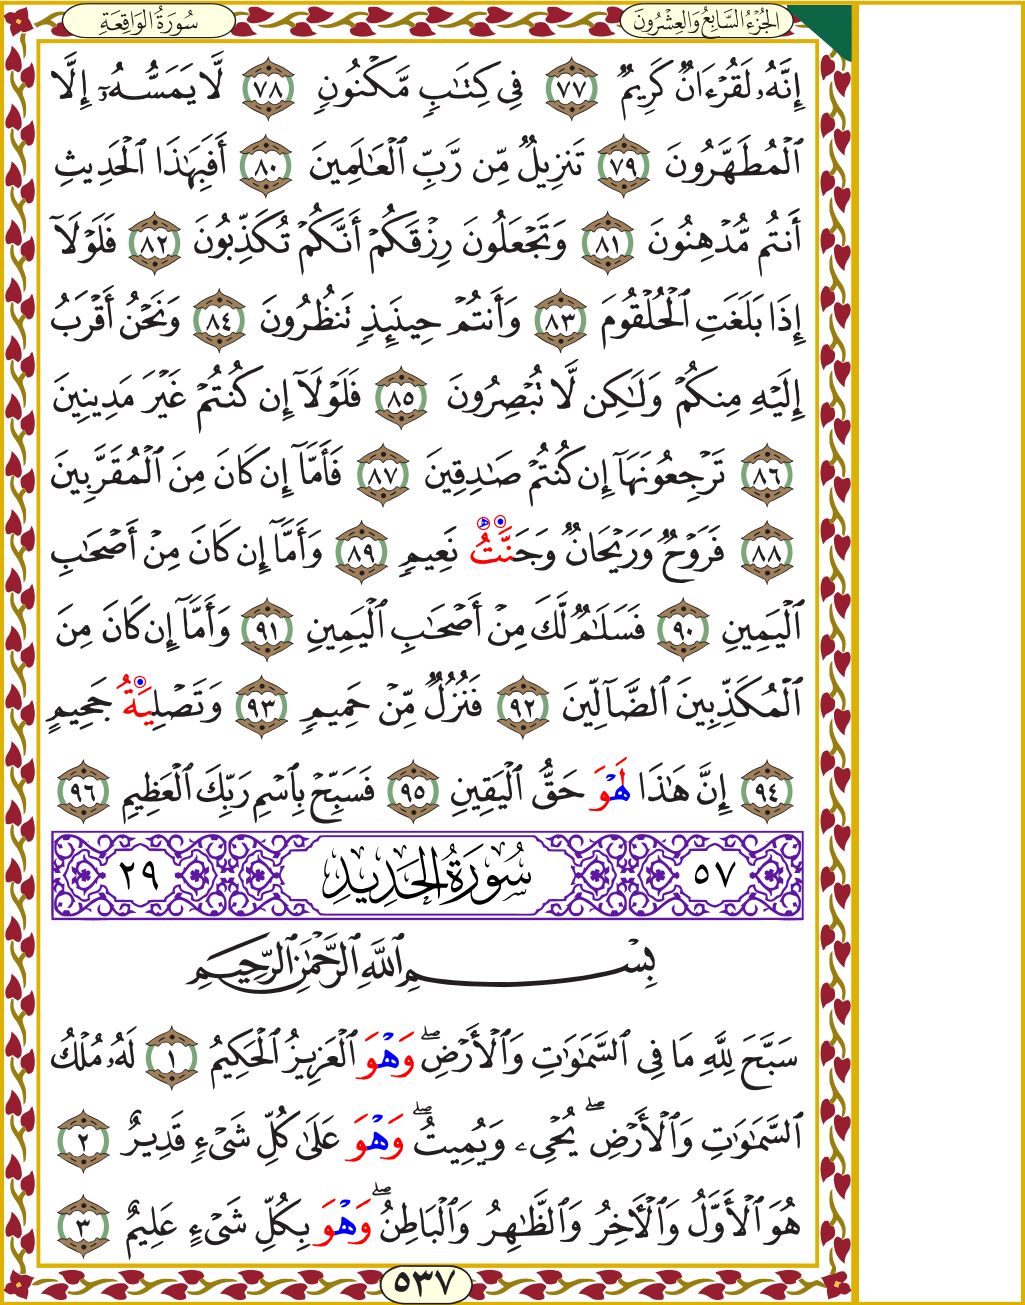 الجُزْءُ السَّابِعُ وَالعِشْرُونَ
سُورَةُ الوَاقِعَةِ
إِنَّهُۥ لَقُرۡءَانٞ كَرِيمٞ ٧٧ فِي كِتَٰبٖ مَّكۡنُونٖ ٧٨ لَّا يَمَسُّهُۥٓ إِلَّا
ٱلۡمُطَهَّرُونَ ٧٩ تَنزِيلٞ مِّن رَّبِّ ٱلۡعَٰلَمِينَ ٨٠ أَفَبِهَٰذَا ٱلۡحَدِيثِ
أَنتُم مُّدۡهِنُونَ ٨١ وَتَجۡعَلُونَ رِزۡقَكُمۡ أَنَّكُمۡ تُكَذِّبُونَ ٨٢ فَلَوۡلَآ
إِذَا بَلَغَتِ ٱلۡحُلۡقُومَ ٨٣ وَأَنتُمۡ حِينَئِذٖ تَنظُرُونَ ٨٤ وَنَحۡنُ أَقۡرَبُ
إِلَيۡهِ مِنكُمۡ وَلَٰكِن لَّا تُبۡصِرُونَ ٨٥ فَلَوۡلَآ إِن كُنتُمۡ غَيۡرَ مَدِينِينَ
٨٦ تَرۡجِعُونَهَآ إِن كُنتُمۡ صَٰدِقِينَ ٨٧ فَأَمَّآ إِن كَانَ مِنَ ٱلۡمُقَرَّبِينَ
٨٨ فَرَوۡحٞ وَرَيۡحَانٞ وَجَنَّتُ نَعِيمٖ ٨٩ وَأَمَّآ إِن كَانَ مِنۡ أَصۡحَٰبِ
ٱلۡيَمِينِ ٩٠ فَسَلَٰمٞ لَّكَ مِنۡ أَصۡحَٰبِ ٱلۡيَمِينِ ٩١ وَأَمَّآ إِن كَانَ مِنَ
ٱلۡمُكَذِّبِينَ ٱلضَّآلِّينَ ٩٢ فَنُزُلٞ مِّنۡ حَمِيمٖ ٩٣ وَتَصۡلِيَةُ جَحِيمٍ
٩٤ إِنَّ هَٰذَا لَهۡوَ حَقُّ ٱلۡيَقِينِ ٩٥ فَسَبِّحۡ بِٱسۡمِ رَبِّكَ ٱلۡعَظِيمِ ٩٦
٥٧ سُورَةُ الحَدِيدِ ٢٩
بِسۡمِ ٱللَّهِ ٱلرَّحۡمَٰنِ ٱلرَّحِيمِ
سَبَّحَ لِلَّهِ مَا فِي ٱلسَّمَٰوَٰتِ وَٱلۡأَرۡضِۖ وَهۡوَ ٱلۡعَزِيزُ ٱلۡحَكِيمُ ١ لَهُۥ مُلۡكُ
ٱلسَّمَٰوَٰتِ وَٱلۡأَرۡضِۖ يُحۡيِۦ وَيُمِيتُۖ وَهۡوَ عَلَىٰ كُلِّ شَيۡءٖ قَدِيرٌ ٢
هُوَ ٱلۡأَوَّلُ وَٱلۡأٓخِرُ وَٱلظَّٰهِرُ وَٱلۡبَاطِنُۖ وَهۡوَ بِكُلِّ شَيۡءٍ عَلِيمٌ ٣
٥٣٧